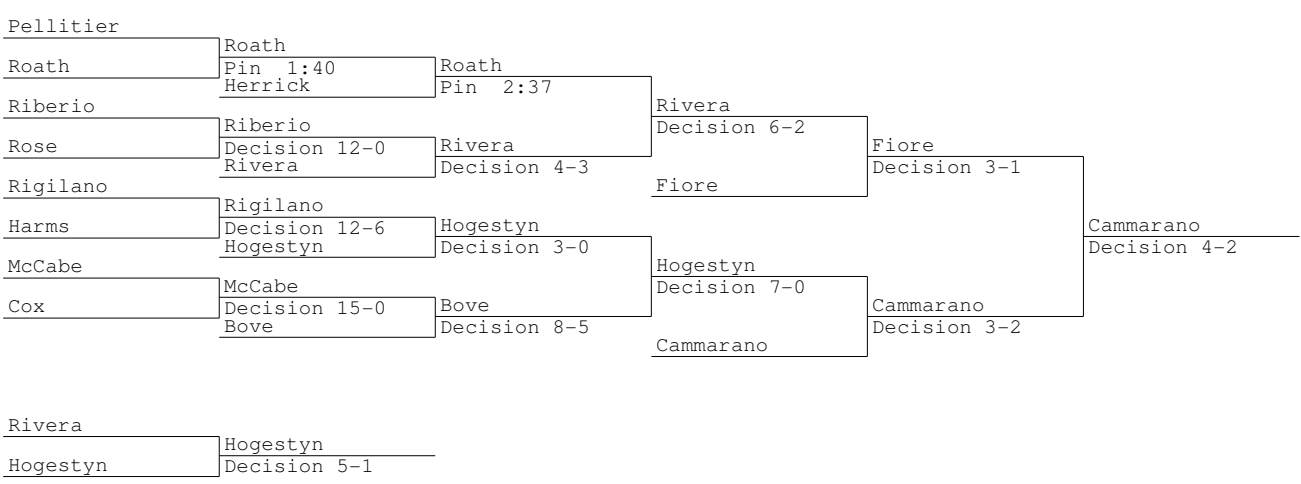 Pellitier
Roath
Roath
Pin 1:40
Herrick
Roath
Pin 2:37
Riberio
Rose
Riberio
Decision 12-0
Rivera
Rivera
Decision 4-3
Rivera
Decision 6-2
Fiore
Fiore
Decision 3-1
Rigilano
Harms
Rigilano
Decision 12-6
Hogestyn
Hogestyn
Decision 3-0
McCabe
Cox
McCabe
Decision 15-0
Bove
Bove
Decision 8-5
Hogestyn
Decision 7-0
Cammarano
Cammarano
Decision 3-2
Cammarano
Decision 4-2
Rivera
Hogestyn
Hogestyn
Decision 5-1